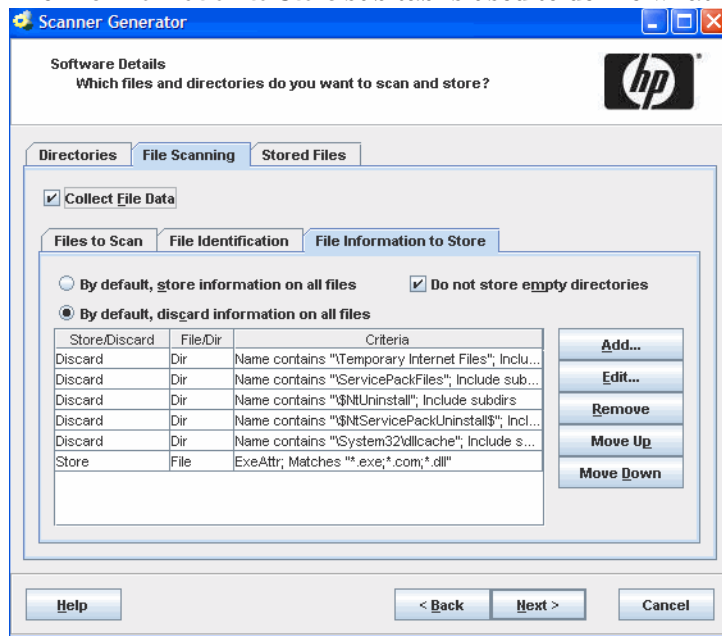 Scanner Generator
Software Details
Which files and directories do you want to scan and store?
hp
Directories File Scanning Stored Files
Collect File Data
Files to Scan File Identification File Information to Store
By default, store information on all files Do not store empty directories
By default, discard information on all files
Store/Discard File/Dir Criteria
Discard Dir Name contains "\Temporary Internet Files"; Inclu...
Discard Dir Name contains "\ServicePackFiles"; Include sub...
Discard Dir Name contains "\$NtUninstall"; Include subdirs
Discard Dir Name contains "\$NtServicePackUninstall$"; Incl...
Discard Dir Name contains "\System32\dllcache"; Include s...
Store File ExeAttr; Matches "*.exe;*.com;*.dll"
Add...
Edit...
Remove
Move Up
Move Down
Help < Back Next > Cancel